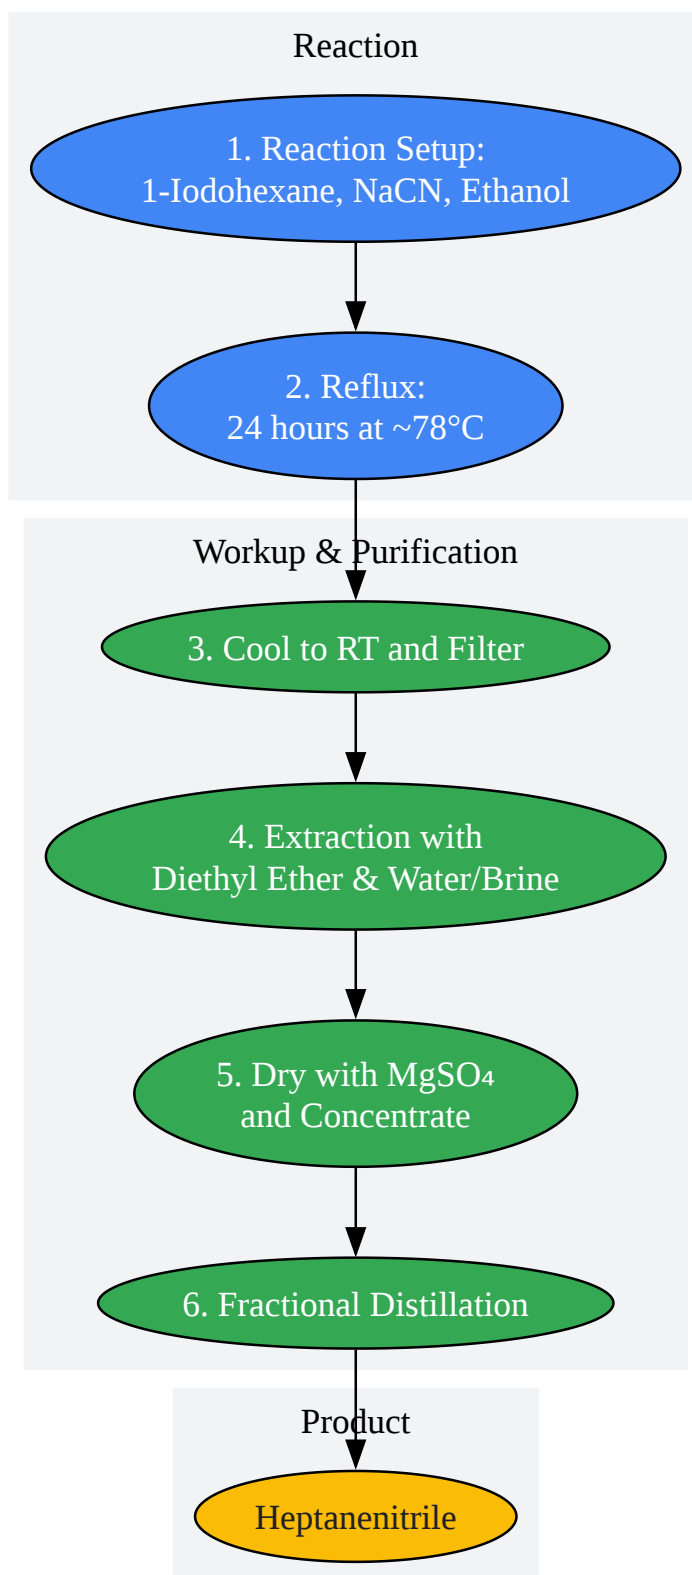 Reaction
1. Reaction Setup:
1-Iodohexane, NaCN, Ethanol
2. Reflux:
24 hours at ~78°C
Workup & Purification
3. Cool to RT and Filter
4. Extraction with
Diethyl Ether & Water/Brine
5. Dry with MgSO₄
and Concentrate
6. Fractional Distillation
Product
Heptanenitrile